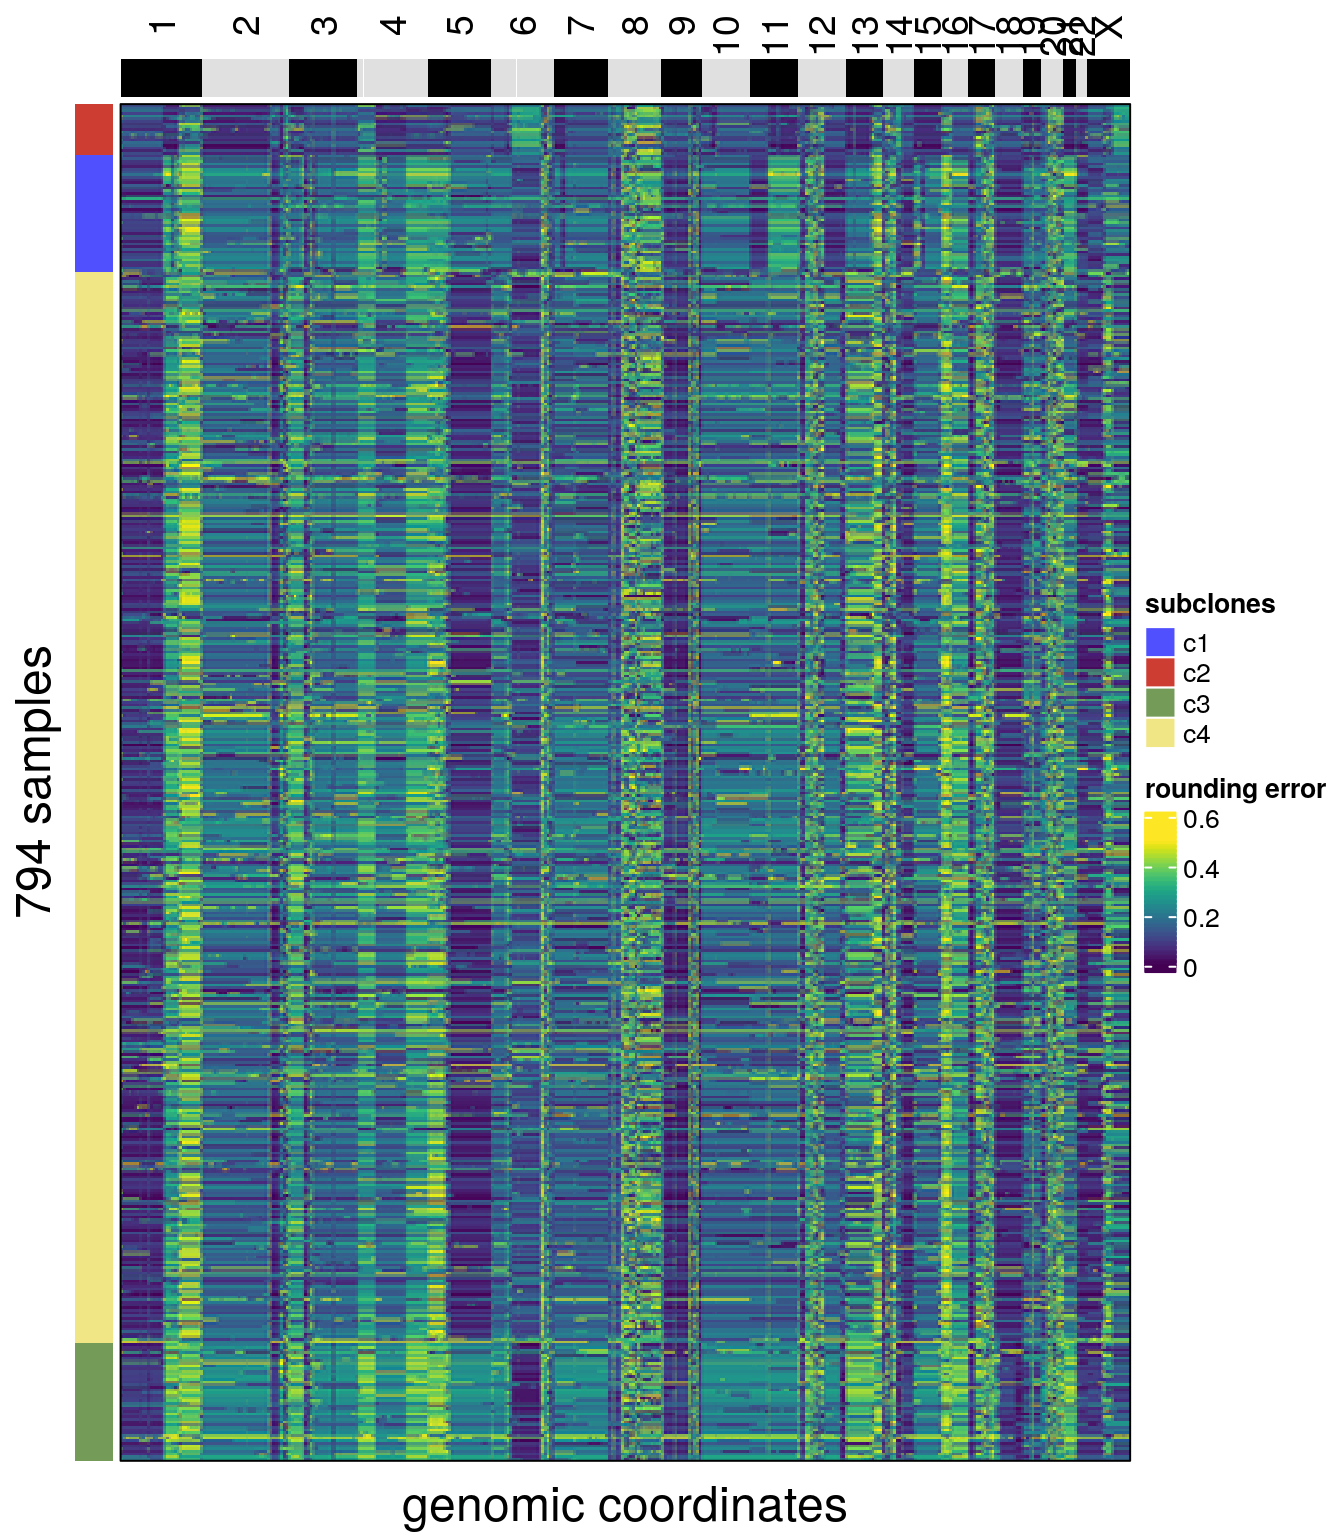 1 2 3 4 5 6 7 8 9 10 11 12 13 14 15 16 17 18 19 20 21 22 X
794 samples
subclones
c1
c2
c3
c4
rounding error
0.6
0.4
0.2
0
genomic coordinates